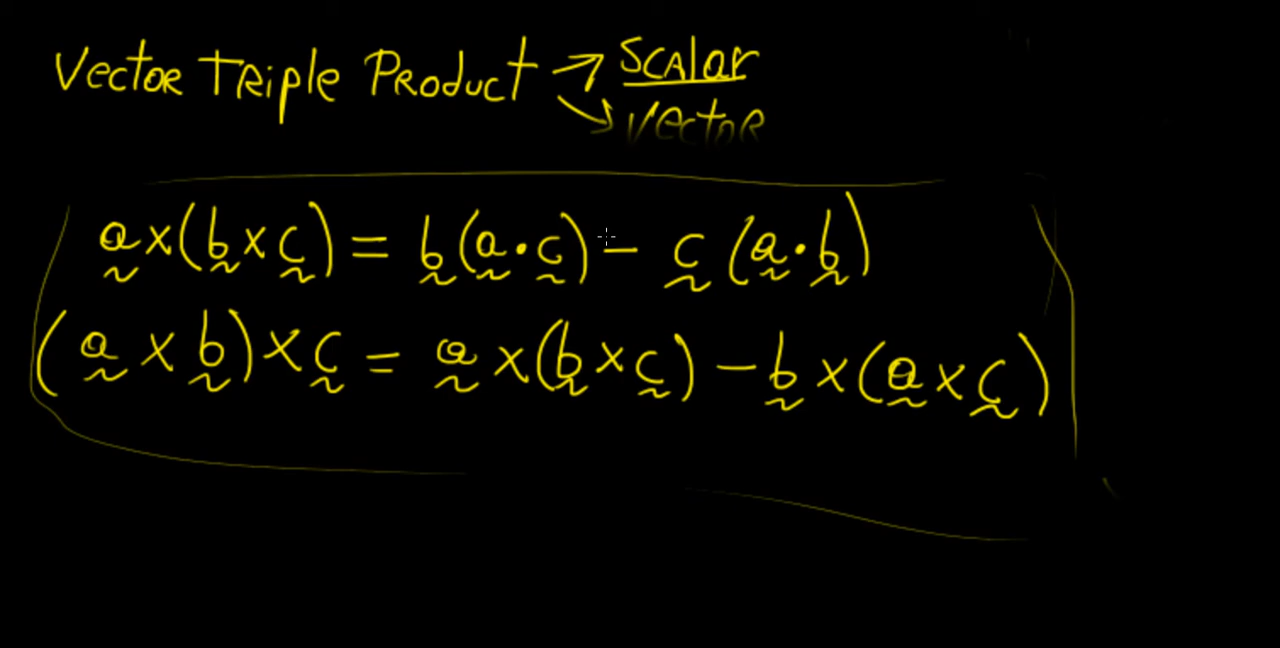 Vector Triple Product → Scalar
↘ Vector
a × (b × c) = b (a · c) − c (a · b)
(a × b) × c = a × (b × c) − b × (a × c)